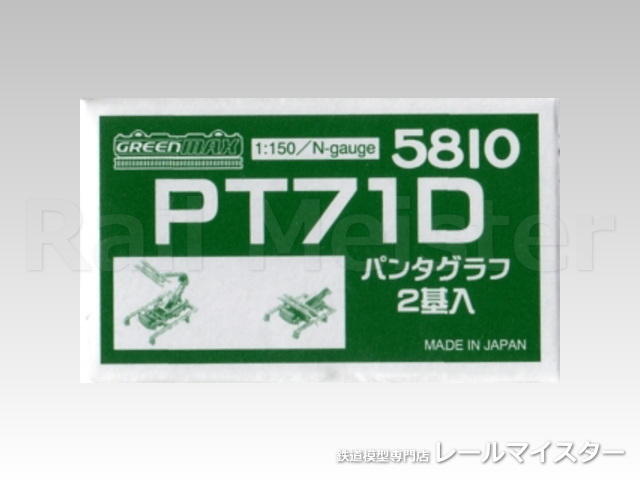 GREENMAX 1:150／N-gauge 5810
PT71D
パンタグラフ
2基入
MADE IN JAPAN
Rail Meister
鉄道模型専門店 レールマイスター